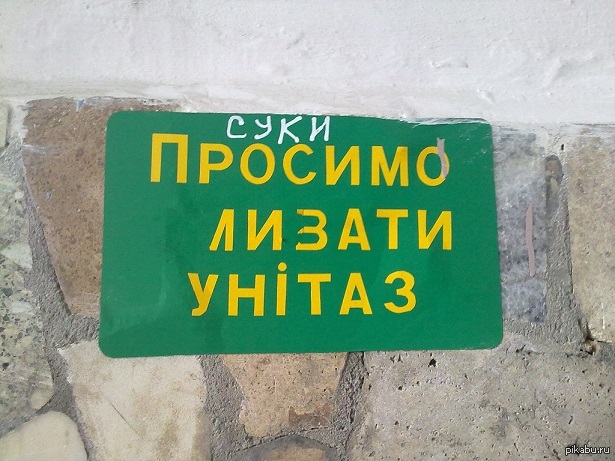 СУКИ
ПРОСИМО
ЛИЗАТИ
УНІТАЗ
pikabu.ru